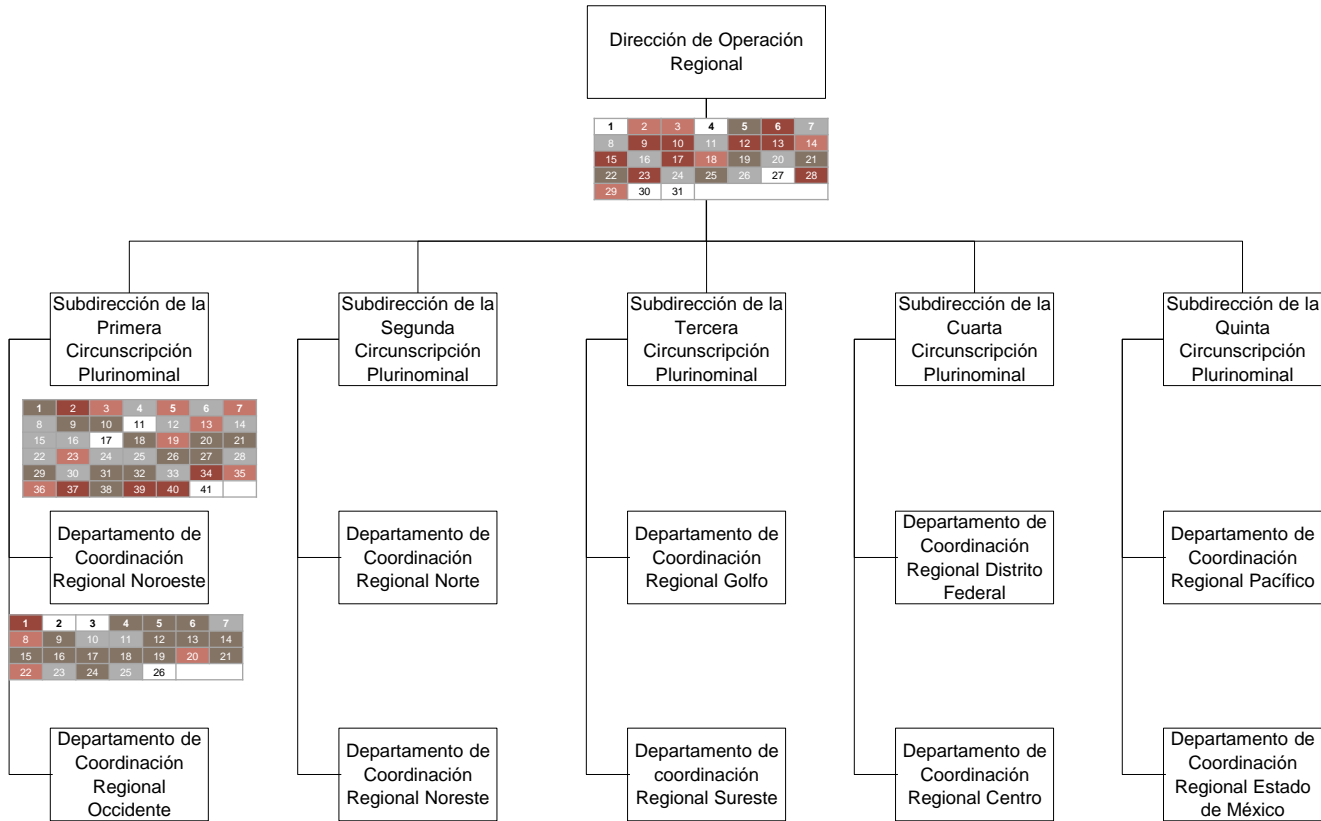 Dirección de Operación
Regional
1 2 3 4 5 6 7
8 9 10 11 12 13 14
15 16 17 18 19 20 21
22 23 24 25 26 27 28
29 30 31
Subdirección de la
Primera
Circunscripción
Plurinominal
Subdirección de la
Segunda
Circunscripción
Plurinominal
Subdirección de la
Tercera
Circunscripción
Plurinominal
Subdirección de la
Cuarta
Circunscripción
Plurinominal
Subdirección de la
Quinta
Circunscripción
Plurinominal
1 2 3 4 5 6 7
8 9 10 11 12 13 14
15 16 17 18 19 20 21
22 23 24 25 26 27 28
29 30 31 32 33 34 35
36 37 38 39 40 41
Departamento de
Coordinación
Regional Noroeste
Departamento de
Coordinación
Regional Norte
Departamento de
Coordinación
Regional Golfo
Departamento de
Coordinación
Regional Distrito
Federal
Departamento de
Coordinación
Regional Pacífico
1 2 3 4 5 6 7
8 9 10 11 12 13 14
15 16 17 18 19 20 21
22 23 24 25 26
Departamento de
Coordinación
Regional
Occidente
Departamento de
Coordinación
Regional Noreste
Departamento de
coordinación
Regional Sureste
Departamento de
Coordinación
Regional Centro
Departamento de
Coordinación
Regional Estado
de México